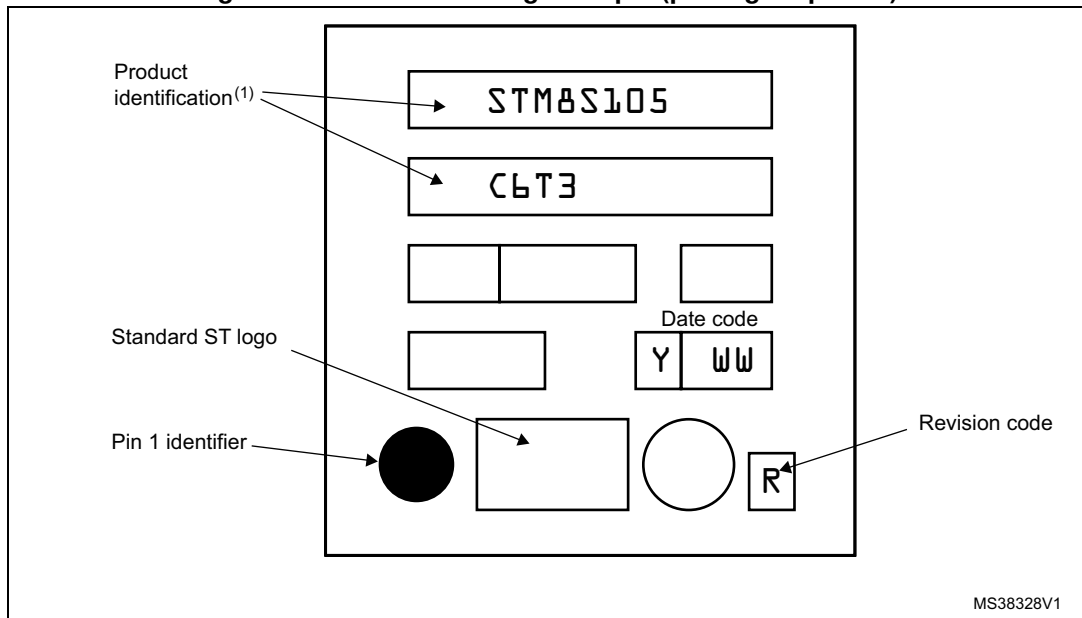 Product
identification(1)
STM8S105
C6T3
Date code
Standard ST logo
Y WW
Pin 1 identifier
Revision code
R
MS38328V1